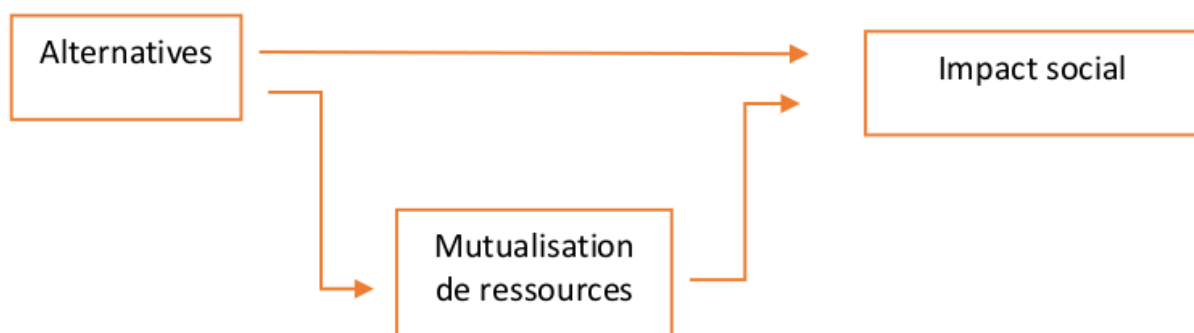 Alternatives
Impact social
Mutualisation
de ressources